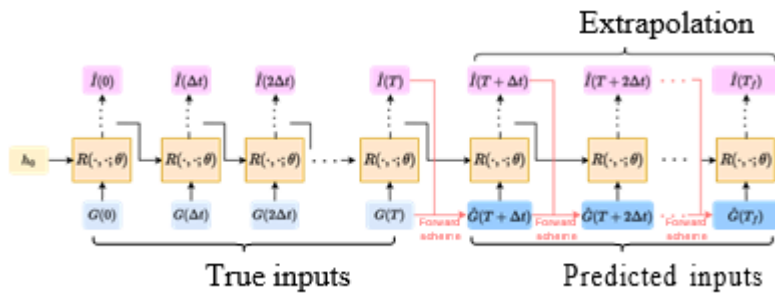 Extrapolation
Î(0) Î(Δt) Î(2Δt) Î(T) Î(T + Δt) Î(T + 2Δt) Î(T_f)
h₀ R(·,·;θ) R(·,·;θ) R(·,·;θ) R(·,·;θ) R(·,·;θ) R(·,·;θ) R(·,·;θ)
G(0) G(Δt) G(2Δt) G(T) Ĝ(T + Δt) Ĝ(T + 2Δt) Ĝ(T_f)
Forward Forward Forward
scheme scheme scheme
True inputs Predicted inputs